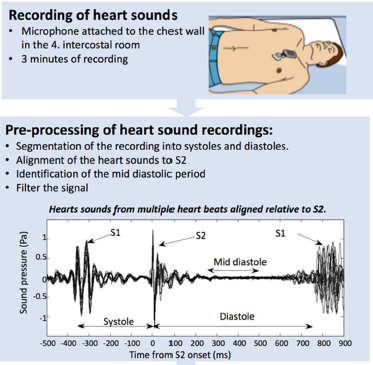 Recording of heart sounds
• Microphone attached to the chest wall
in the 4. intercostal room
• 3 minutes of recording
Pre-processing of heart sound recordings:
• Segmentation of the recording into systoles and diastoles.
• Alignment of the heart sounds to S2
• Identification of the mid diastolic period
• Filter the signal
Hearts sounds from multiple heart beats aligned relative to S2.
Sound pressure (Pa)
1
0.5
0
-0.5
-1
S1
S2
S1
Mid diastole
Systole
Diastole
-500 -400 -300 -200 -100 0 100 200 300 400 500 600 700 800 900
Time from S2 onset (ms)